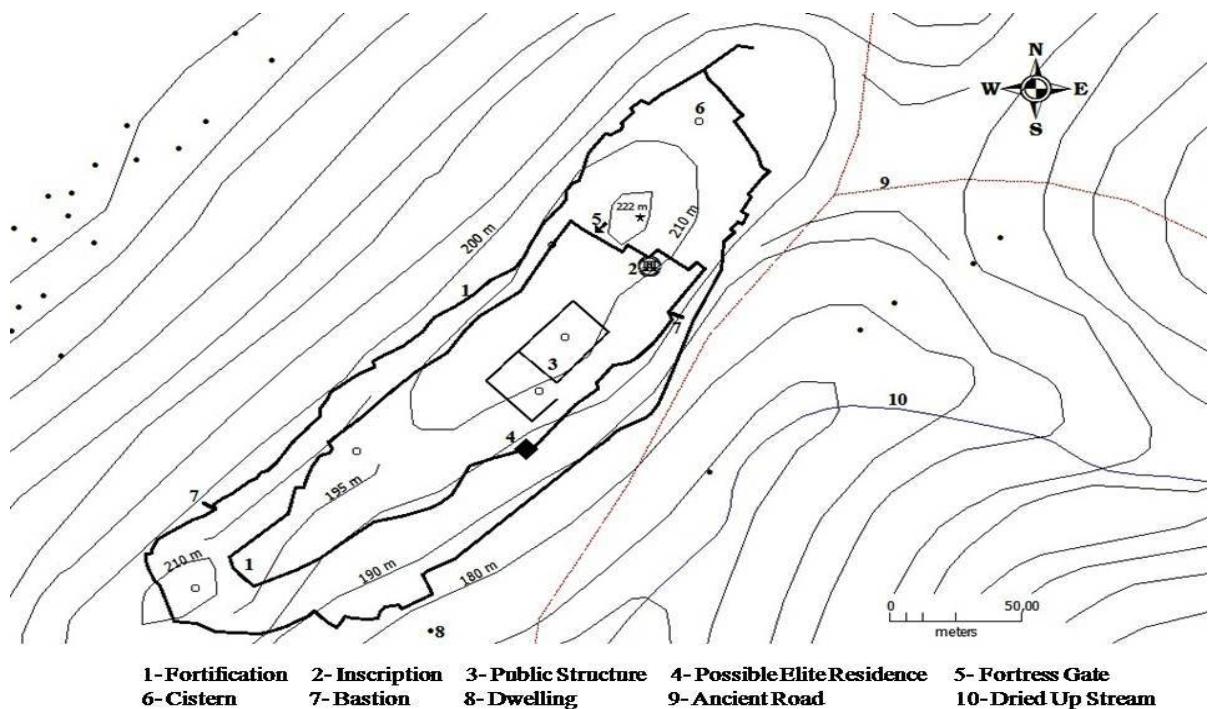 N
W E
S
6
9
222 m
5
210 m
200 m
2
1
7
3
10
4
195 m
7
210 m
1
190 m
180 m
8
0 50,00
meters
1- Fortification 2- Inscription 3- Public Structure 4- Possible Elite Residence 5- Fortress Gate
6- Cistern 7- Bastion 8- Dwelling 9- Ancient Road 10- Dried Up Stream